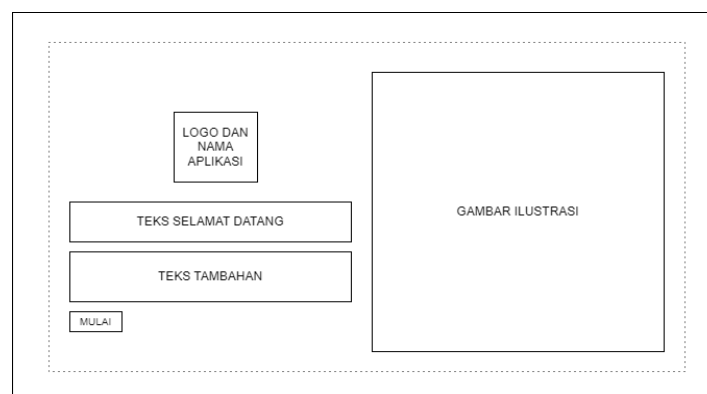 LOGO DAN
NAMA
APLIKASI
TEKS SELAMAT DATANG
TEKS TAMBAHAN
MULAI
GAMBAR ILUSTRASI